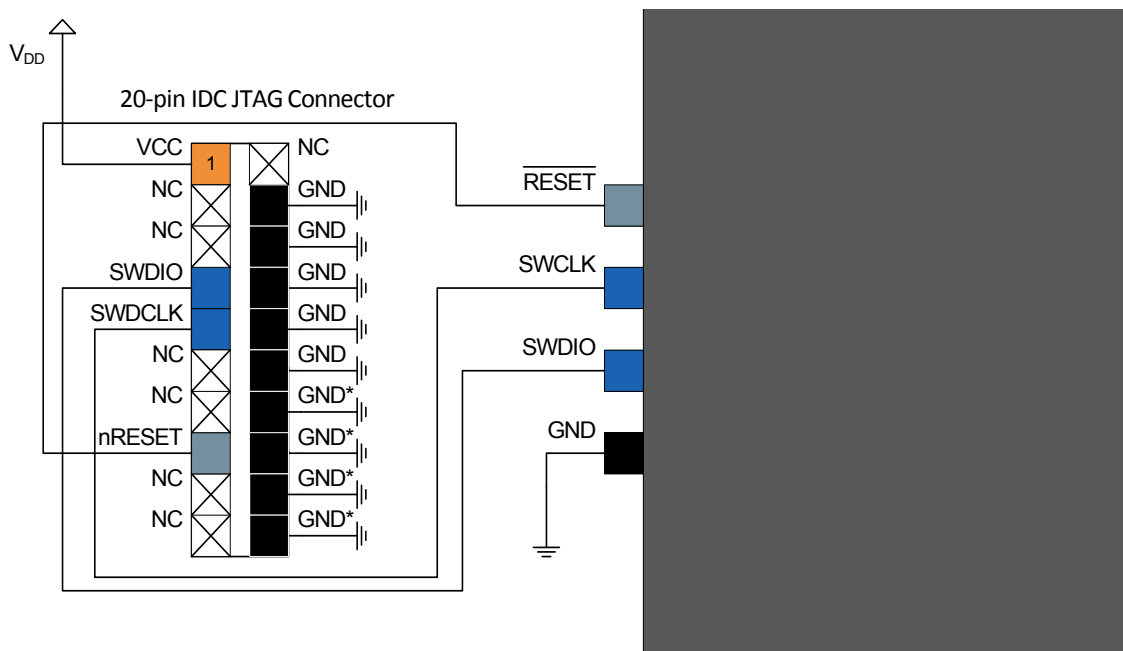 VDD
20-pin IDC JTAG Connector
VCC 1 NC
NC GND
NC GND
SWDIO GND
SWDCLK GND
NC GND
NC GND*
nRESET GND*
NC GND*
NC GND*
RESET
SWCLK
SWDIO
GND